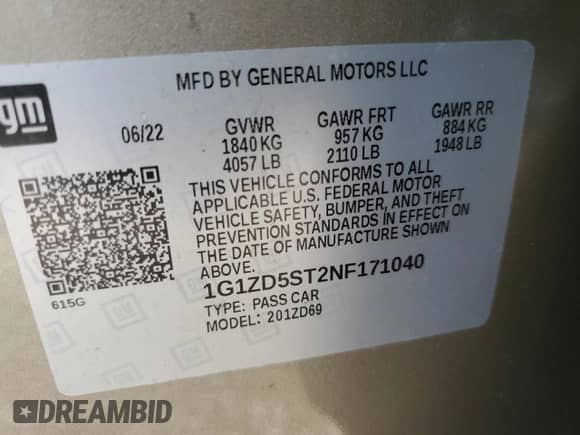 MFD BY GENERAL MOTORS LLC
gm
06/22
GVWR
1840 KG
4057 LB
GAWR FRT
957 KG
2110 LB
GAWR RR
884 KG
1948 LB
THIS VEHICLE CONFORMS TO ALL
APPLICABLE U.S. FEDERAL MOTOR
VEHICLE SAFETY, BUMPER, AND THEFT
PREVENTION STANDARDS IN EFFECT ON
THE DATE OF MANUFACTURE SHOWN
ABOVE.
615G
1G1ZD5ST2NF171040
TYPE: PASS CAR
MODEL: 201ZD69
DREAMBID